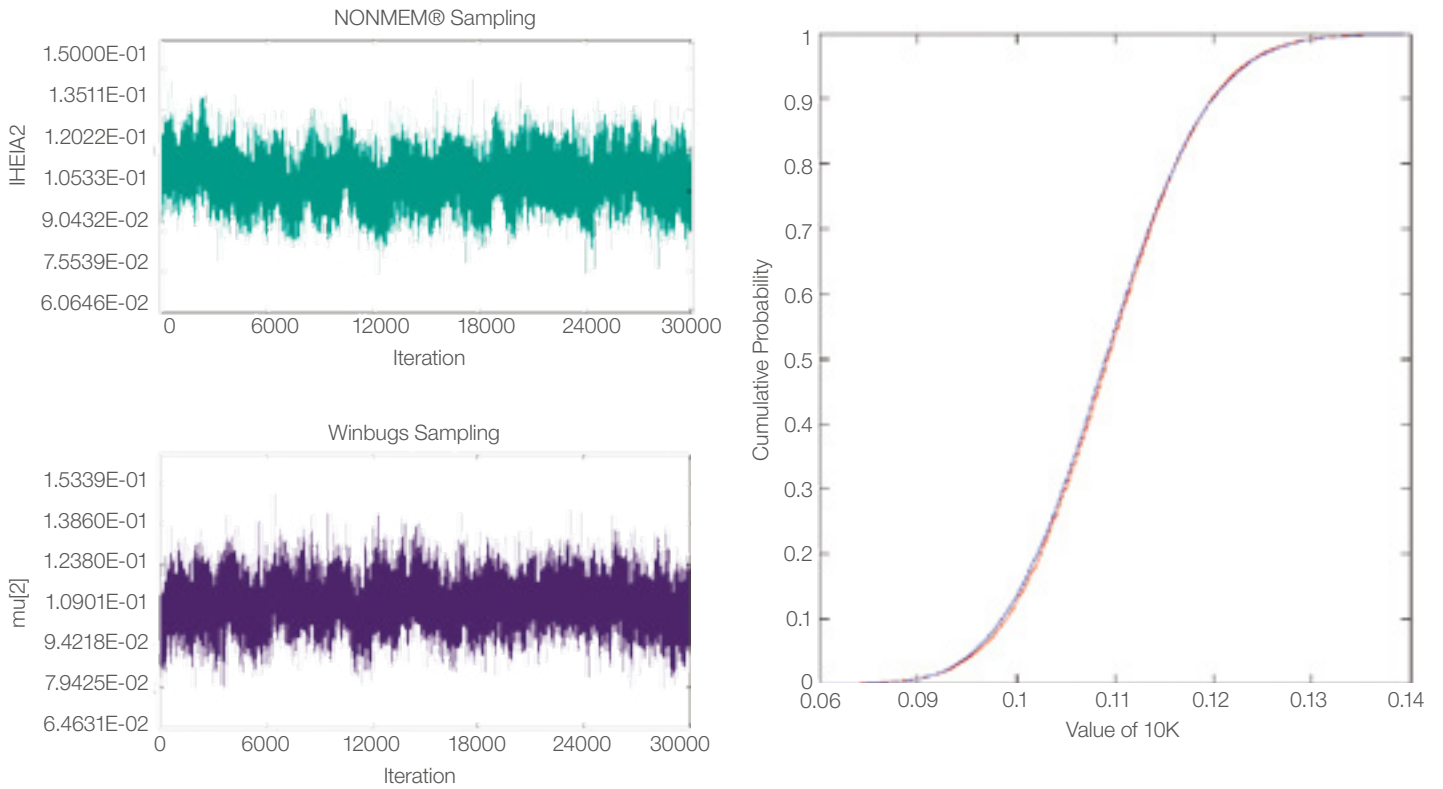 NONMEM® Sampling
1.5000E-01
1.3511E-01
1.2022E-01
1.0533E-01
9.0432E-02
7.5539E-02
6.0646E-02
IHEIA2
0 6000 12000 18000 24000 30000
Iteration
Winbugs Sampling
1.5339E-01
1.3860E-01
1.2380E-01
1.0901E-01
9.4218E-02
7.9425E-02
6.4631E-02
mu[2]
0 6000 12000 18000 24000 30000
Iteration
1
0.9
0.8
0.7
0.6
0.5
0.4
0.3
0.2
0.1
0
Cumulative Probability
0.06 0.09 0.1 0.11 0.12 0.13 0.14
Value of 10K